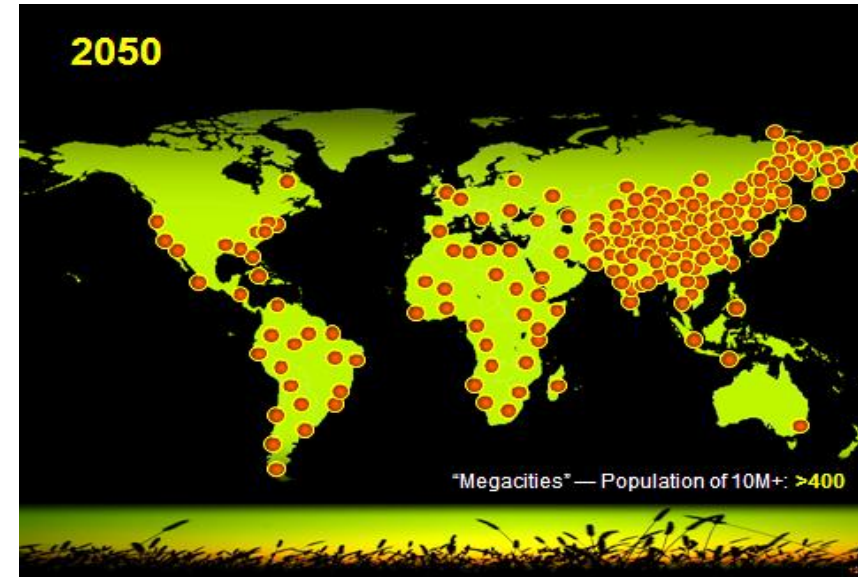 2050
“Megacities” — Population of 10M+: >400